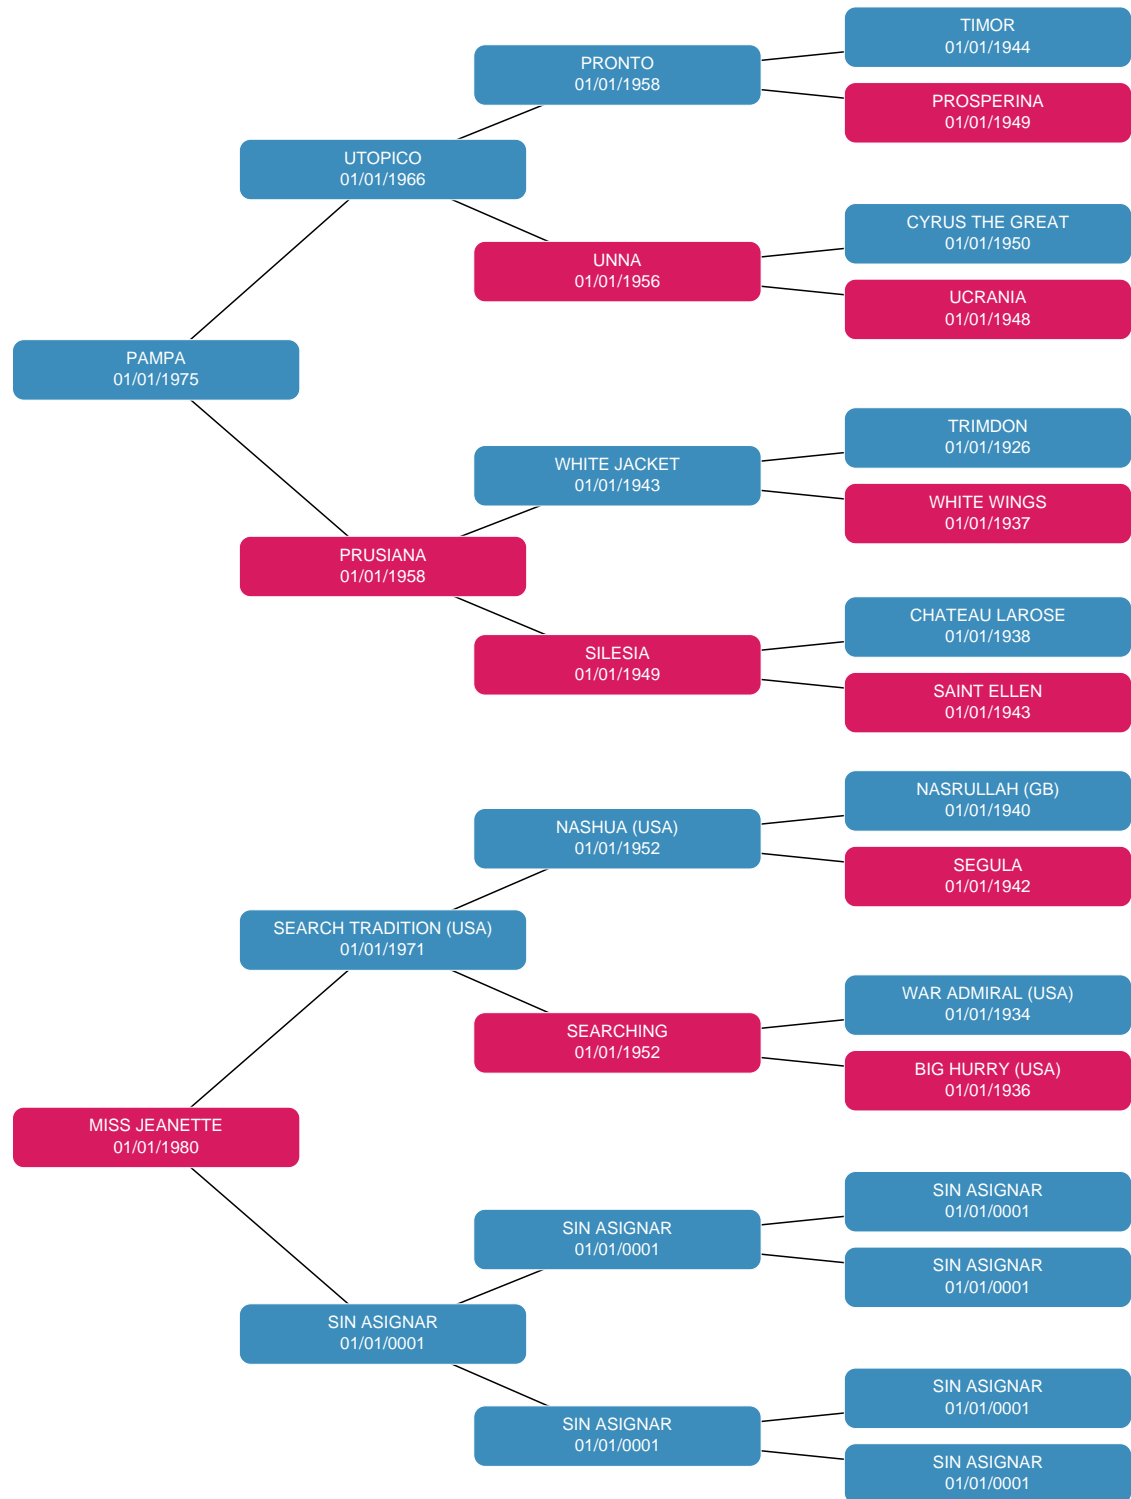 TIMOR
01/01/1944
PRONTO
01/01/1958
PROSPERINA
01/01/1949
UTOPICO
01/01/1966
CYRUS THE GREAT
01/01/1950
UNNA
01/01/1956
UCRANIA
01/01/1948
PAMPA
01/01/1975
TRIMDON
01/01/1926
WHITE JACKET
01/01/1943
WHITE WINGS
01/01/1937
PRUSIANA
01/01/1958
CHATEAU LAROSE
01/01/1938
SILESIA
01/01/1949
SAINT ELLEN
01/01/1943
NASRULLAH (GB)
01/01/1940
NASHUA (USA)
01/01/1952
SEGULA
01/01/1942
SEARCH TRADITION (USA)
01/01/1971
WAR ADMIRAL (USA)
01/01/1934
SEARCHING
01/01/1952
BIG HURRY (USA)
01/01/1936
MISS JEANETTE
01/01/1980
SIN ASIGNAR
01/01/0001
SIN ASIGNAR
01/01/0001
SIN ASIGNAR
01/01/0001
SIN ASIGNAR
01/01/0001
SIN ASIGNAR
01/01/0001
SIN ASIGNAR
01/01/0001
SIN ASIGNAR
01/01/0001